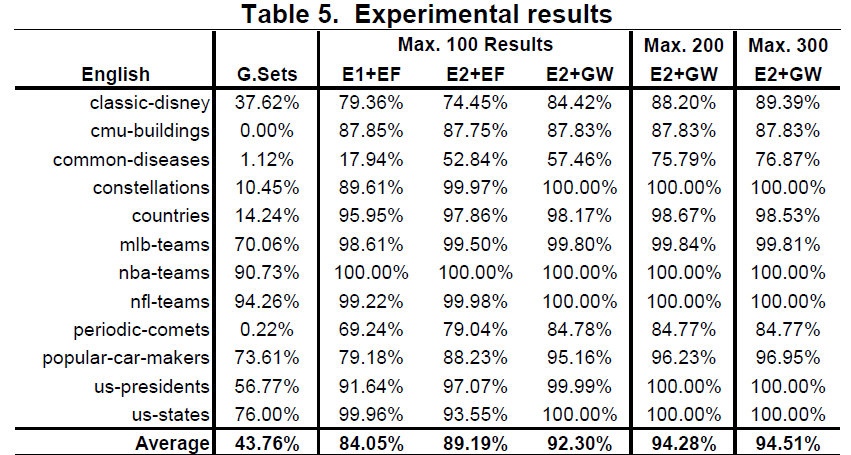 Table 5. Experimental results
Max. 100 Results Max. 200 Max. 300
English G.Sets E1+EF E2+EF E2+GW E2+GW E2+GW
classic-disney 37.62% 79.36% 74.45% 84.42% 88.20% 89.39%
cmu-buildings 0.00% 87.85% 87.75% 87.83% 87.83% 87.83%
common-diseases 1.12% 17.94% 52.84% 57.46% 75.79% 76.87%
constellations 10.45% 89.61% 99.97% 100.00% 100.00% 100.00%
countries 14.24% 95.95% 97.86% 98.17% 98.67% 98.53%
mlb-teams 70.06% 98.61% 99.50% 99.80% 99.84% 99.81%
nba-teams 90.73% 100.00% 100.00% 100.00% 100.00% 100.00%
nfl-teams 94.26% 99.22% 99.98% 100.00% 100.00% 100.00%
periodic-comets 0.22% 69.24% 79.04% 84.78% 84.77% 84.77%
popular-car-makers 73.61% 79.18% 88.23% 95.16% 96.23% 96.95%
us-presidents 56.77% 91.64% 97.07% 99.99% 100.00% 100.00%
us-states 76.00% 99.96% 93.55% 100.00% 100.00% 100.00%
Average 43.76% 84.05% 89.19% 92.30% 94.28% 94.51%